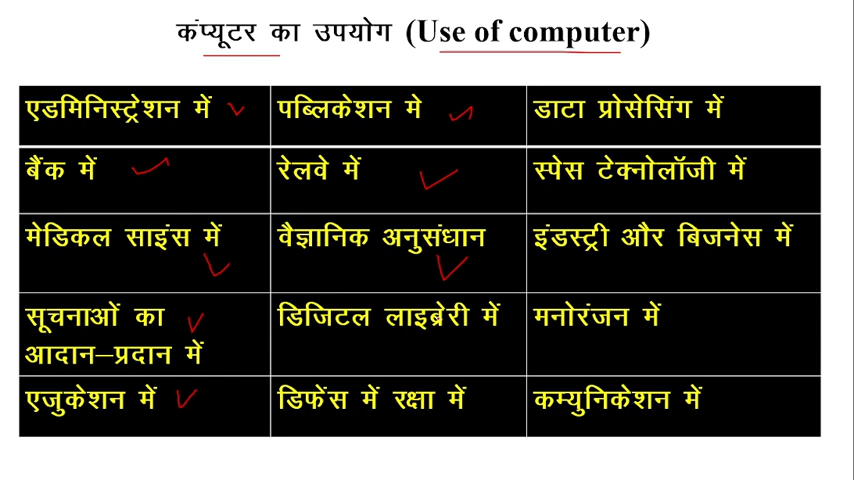 कंप्यूटर का उपयोग (Use of computer)
एडमिनिस्ट्रेशन में
पब्लिकेशन मे
डाटा प्रोसेसिंग में
बैंक में
रेलवे में
स्पेस टेक्नोलॉजी में
मेडिकल साइंस में
वैज्ञानिक अनुसंधान
इंडस्ट्री और बिजनेस में
सूचनाओं का
आदान–प्रदान में
डिजिटल लाइब्रेरी में
मनोरंजन में
एजुकेशन में
डिफेंस में रक्षा में
कम्युनिकेशन में